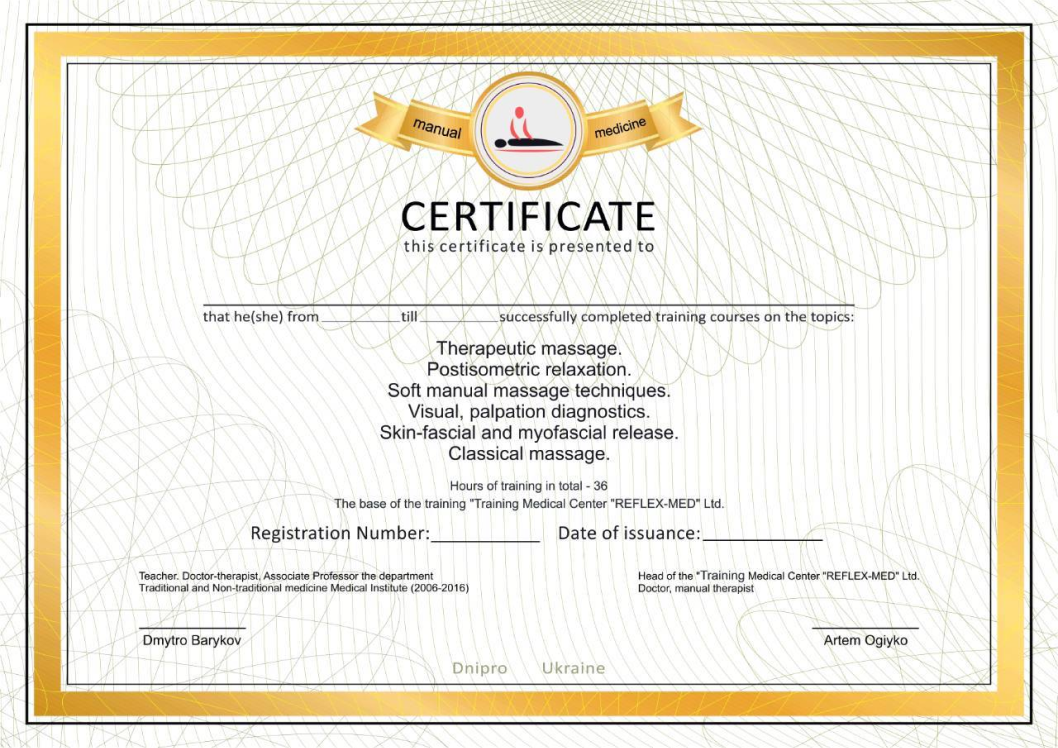 manual medicine
CERTIFICATE
this certificate is presented to
that he(she) from __________ till __________ successfully completed training courses on the topics:
Therapeutic massage.
Postisometric relaxation.
Soft manual massage techniques.
Visual, palpation diagnostics.
Skin-fascial and myofascial release.
Classical massage.
Hours of training in total - 36
The base of the training "Training Medical Center "REFLEX-MED" Ltd.
Registration Number:____________ Date of issuance:_____________
Teacher. Doctor-therapist, Associate Professor the department
Traditional and Non-traditional medicine Medical Institute (2006-2016)
Head of the "Training Medical Center "REFLEX-MED" Ltd.
Doctor, manual therapist
Dmytro Barykov
Artem Ogiyko
Dnipro Ukraine